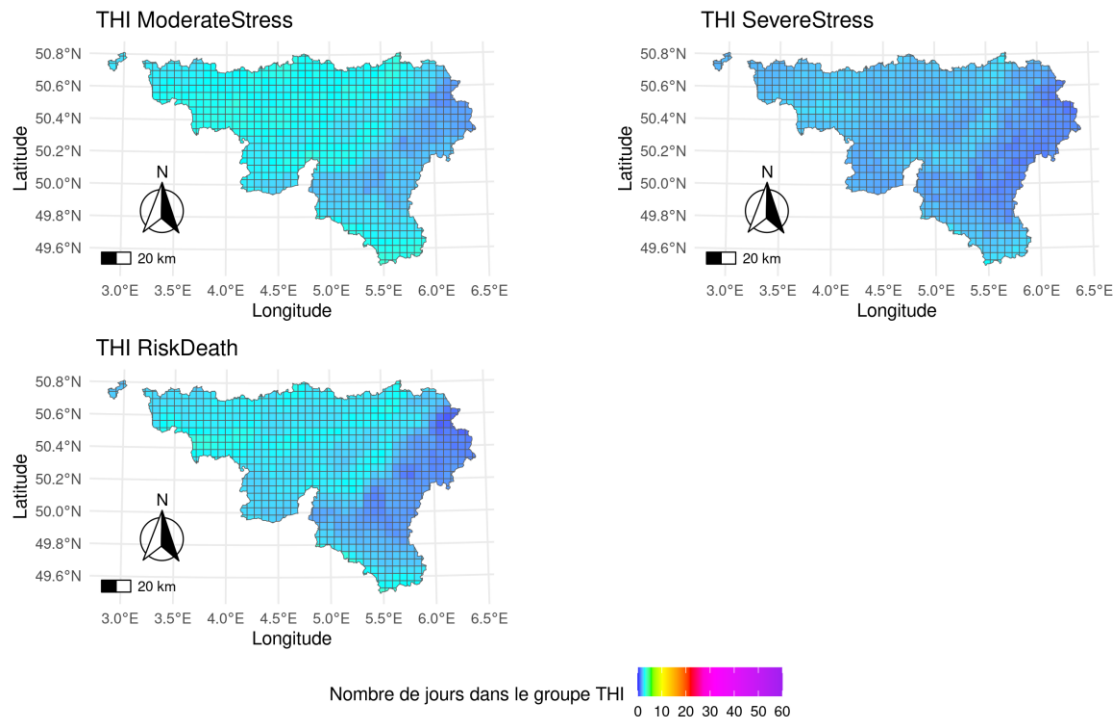 THI ModerateStress
50.8°N
50.6°N
50.4°N
50.2°N
50.0°N
49.8°N
49.6°N
Latitude
N
20 km
3.0°E 3.5°E 4.0°E 4.5°E 5.0°E 5.5°E 6.0°E 6.5°E
Longitude
THI SevereStress
50.8°N
50.6°N
50.4°N
50.2°N
50.0°N
49.8°N
49.6°N
Latitude
N
20 km
3.0°E 3.5°E 4.0°E 4.5°E 5.0°E 5.5°E 6.0°E 6.5°E
Longitude
THI RiskDeath
50.8°N
50.6°N
50.4°N
50.2°N
50.0°N
49.8°N
49.6°N
Latitude
N
20 km
3.0°E 3.5°E 4.0°E 4.5°E 5.0°E 5.5°E 6.0°E 6.5°E
Longitude
Nombre de jours dans le groupe THI
0 10 20 30 40 50 60